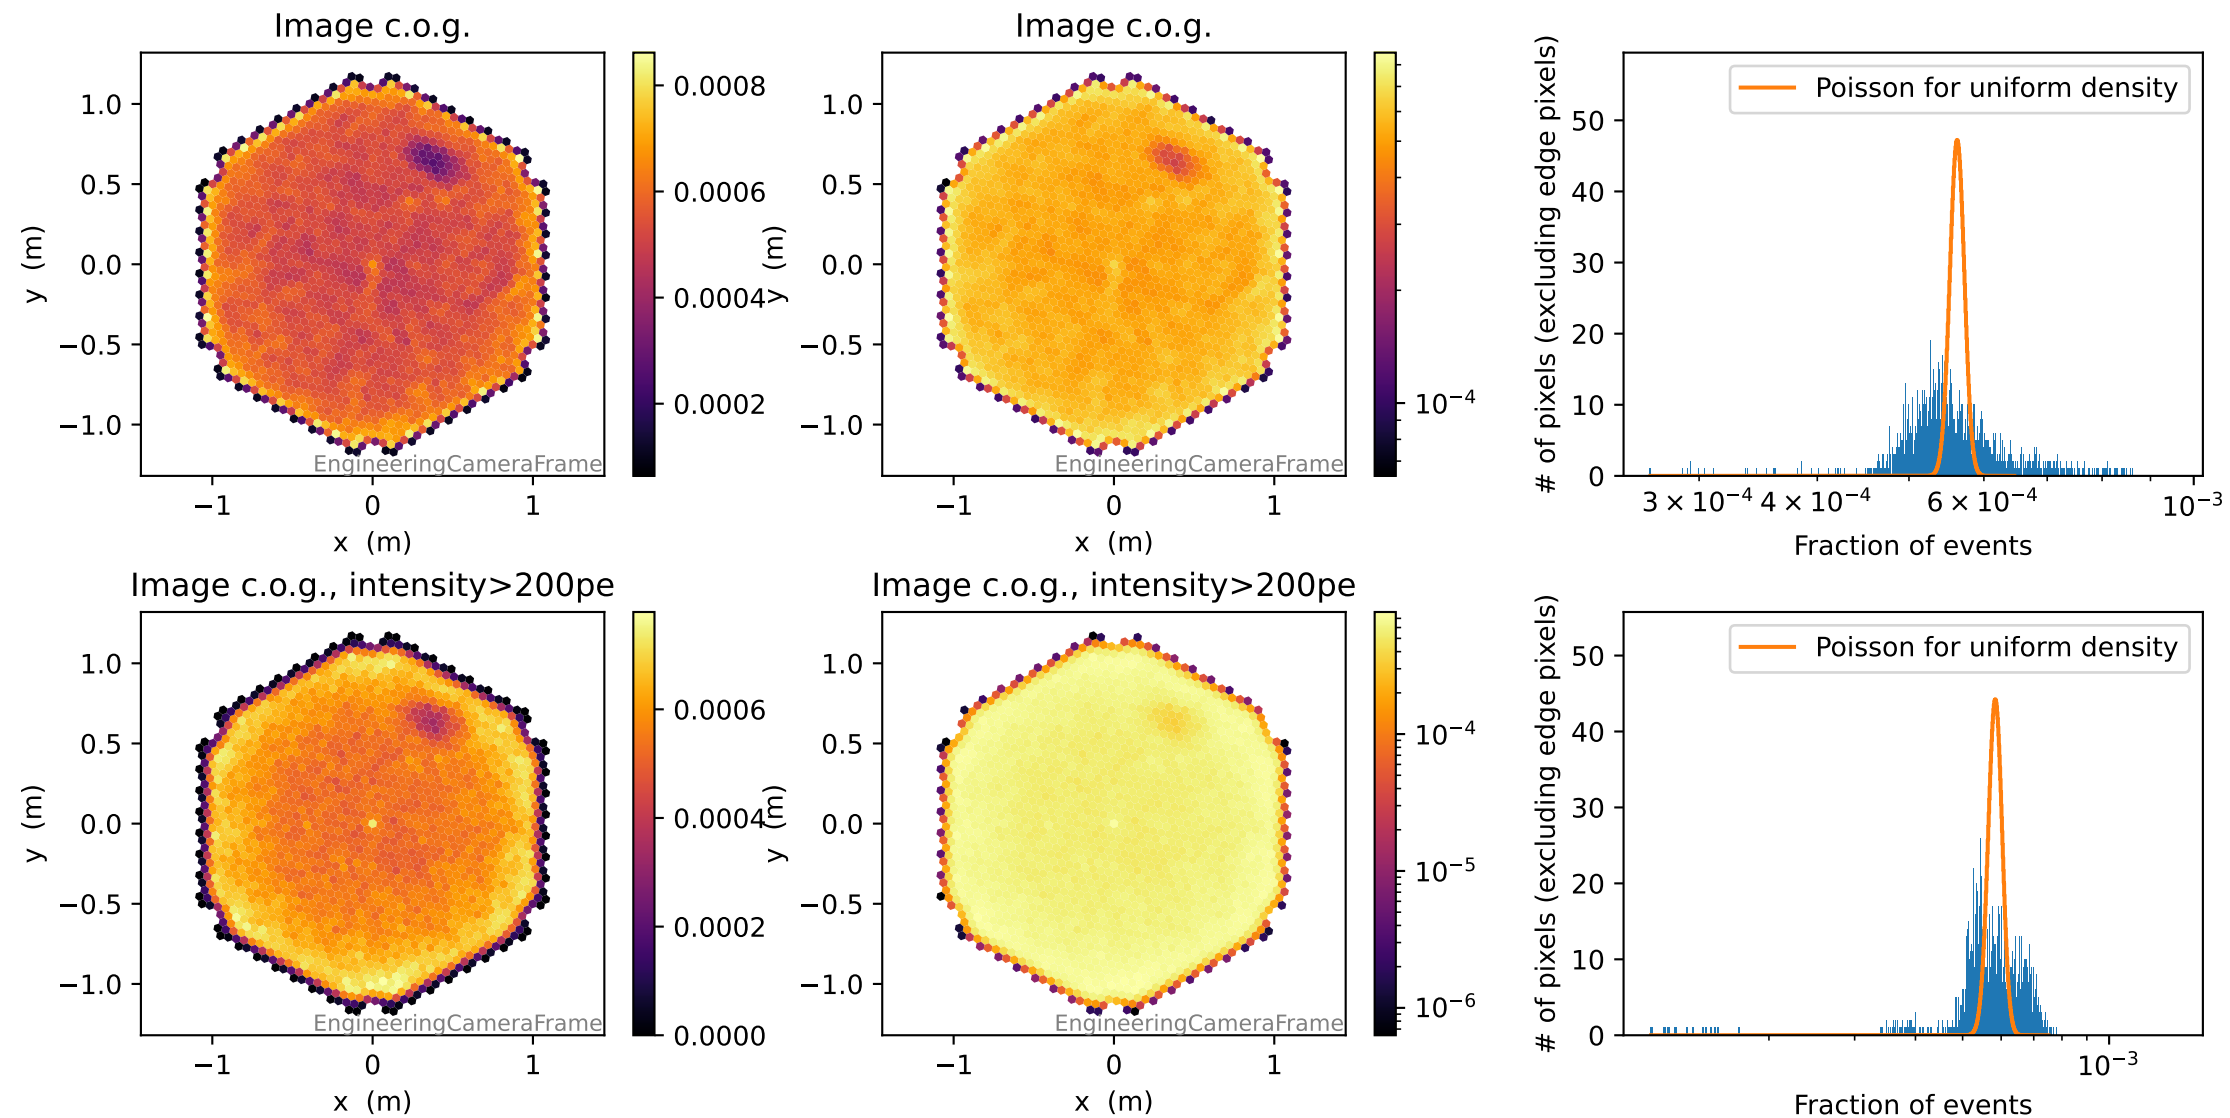 Image c.o.g.
1.0
0.5
0.0
−0.5
−1.0
y (m)
−1 0 1
x (m)
EngineeringCameraFrame
0.0008
0.0006
0.0004
0.0002
Image c.o.g.
1.0
0.5
0.0
−0.5
−1.0
y (m)
−1 0 1
x (m)
EngineeringCameraFrame
10⁻⁴
Poisson for uniform density
# of pixels (excluding edge pixels)
50
40
30
20
10
0
3 × 10⁻⁴ 4 × 10⁻⁴ 6 × 10⁻⁴ 10⁻³
Fraction of events
Image c.o.g., intensity>200pe
1.0
0.5
0.0
−0.5
−1.0
y (m)
−1 0 1
x (m)
EngineeringCameraFrame
0.0006
0.0004
0.0002
0.0000
Image c.o.g., intensity>200pe
1.0
0.5
0.0
−0.5
−1.0
y (m)
−1 0 1
x (m)
EngineeringCameraFrame
10⁻⁴
10⁻⁵
10⁻⁶
Poisson for uniform density
# of pixels (excluding edge pixels)
50
40
30
20
10
0
10⁻³
Fraction of events